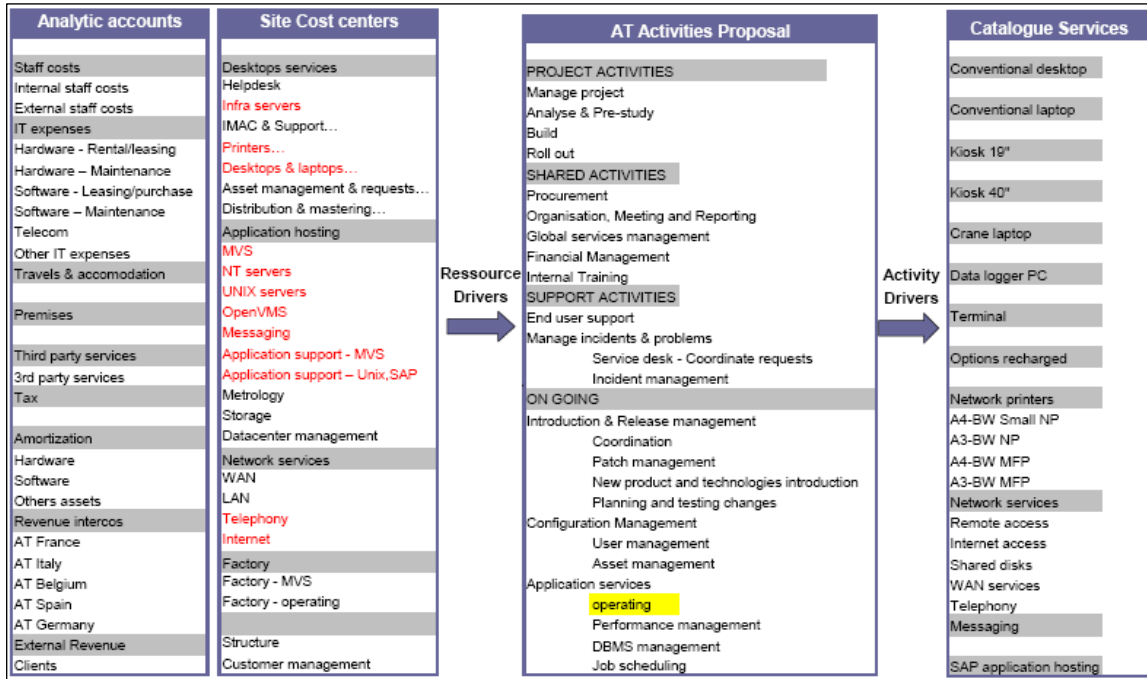 Analytic accounts
Staff costs
Internal staff costs
External staff costs
IT expenses
Hardware - Rental/leasing
Hardware – Maintenance
Software - Leasing/purchase
Software – Maintenance
Telecom
Other IT expenses
Travels & accomodation
Premises
Third party services
3rd party services
Tax
Amortization
Hardware
Software
Others assets
Revenue intercos
AT France
AT Italy
AT Belgium
AT Spain
AT Germany
External Revenue
Clients
Site Cost centers
Desktops services
Helpdesk
Infra servers
IMAC & Support…
Printers…
Desktops & laptops…
Asset management & requests…
Distribution & mastering…
Application hosting
MVS
NT servers
UNIX servers
OpenVMS
Messaging
Application support - MVS
Application support – Unix,SAP
Metrology
Storage
Datacenter management
Network services
WAN
LAN
Telephony
Internet
Factory
Factory - MVS
Factory - operating
Structure
Customer management
Ressource
Drivers
AT Activities Proposal
PROJECT ACTIVITIES
Manage project
Analyse & Pre-study
Build
Roll out
SHARED ACTIVITIES
Procurement
Organisation, Meeting and Reporting
Global services management
Financial Management
Internal Training
SUPPORT ACTIVITIES
End user support
Manage incidents & problems
Service desk - Coordinate requests
Incident management
ON GOING
Introduction & Release management
Coordination
Patch management
New product and technologies introduction
Planning and testing changes
Configuration Management
User management
Asset management
Application services
operating
Performance management
DBMS management
Job scheduling
Activity
Drivers
Catalogue Services
Conventional desktop
Conventional laptop
Kiosk 19"
Kiosk 40"
Crane laptop
Data logger PC
Terminal
Options recharged
Network printers
A4-BW Small NP
A3-BW NP
A4-BW MFP
A3-BW MFP
Network services
Remote access
Internet access
Shared disks
WAN services
Telephony
Messaging
SAP application hosting